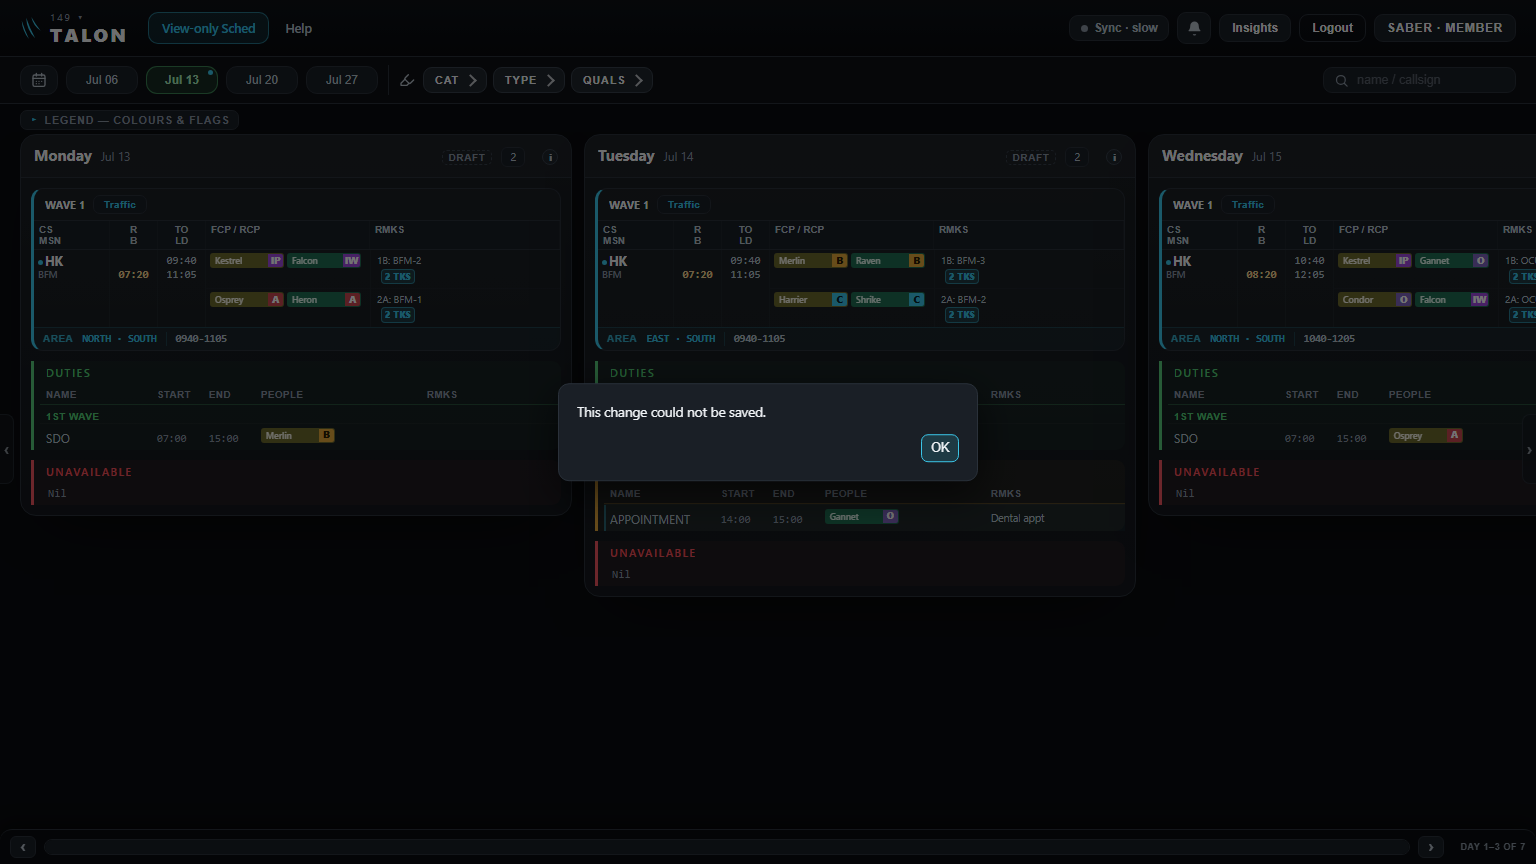 149
TALON
View-only Sched
Help
Sync · slow
Insights
Logout
SABER · MEMBER
Jul 06
Jul 13
Jul 20
Jul 27
CAT
TYPE
QUALS
name / callsign
LEGEND — COLOURS & FLAGS
Monday Jul 13
DRAFT 2 i
WAVE 1 Traffic
CS R TO FCP / RCP RMKS
MSN B LD
HK 09:40 Kestrel IP Falcon IW 1B: BFM-2
BFM 07:20 11:05 2 TKS
Osprey A Heron A 2A: BFM-1
2 TKS
AREA NORTH · SOUTH 0940-1105
DUTIES
NAME START END PEOPLE RMKS
1ST WAVE
SDO 07:00 15:00 Merlin B
UNAVAILABLE
Nil
Tuesday Jul 14
DRAFT 2 i
WAVE 1 Traffic
CS R TO FCP / RCP RMKS
MSN B LD
HK 09:40 Merlin B Raven B 1B: BFM-3
BFM 07:20 11:05 2 TKS
Harrier C Shrike C 2A: BFM-2
2 TKS
AREA EAST · SOUTH 0940-1105
DUTIES
RMKS
This change could not be saved.
OK
NAME START END PEOPLE RMKS
APPOINTMENT 14:00 15:00 Gannet O Dental appt
UNAVAILABLE
Nil
Wednesday Jul 15
WAVE 1 Traffic
CS R TO FCP / RCP RMKS
MSN B LD
HK 10:40 Kestrel IP Gannet O 1B: OCU
BFM 08:20 12:05 2 TKS
Condor O Falcon IW 2A: OC
2 TKS
AREA NORTH · SOUTH 1040-1205
DUTIES
NAME START END PEOPLE
1ST WAVE
SDO 07:00 15:00 Osprey A
UNAVAILABLE
Nil
DAY 1–3 OF 7